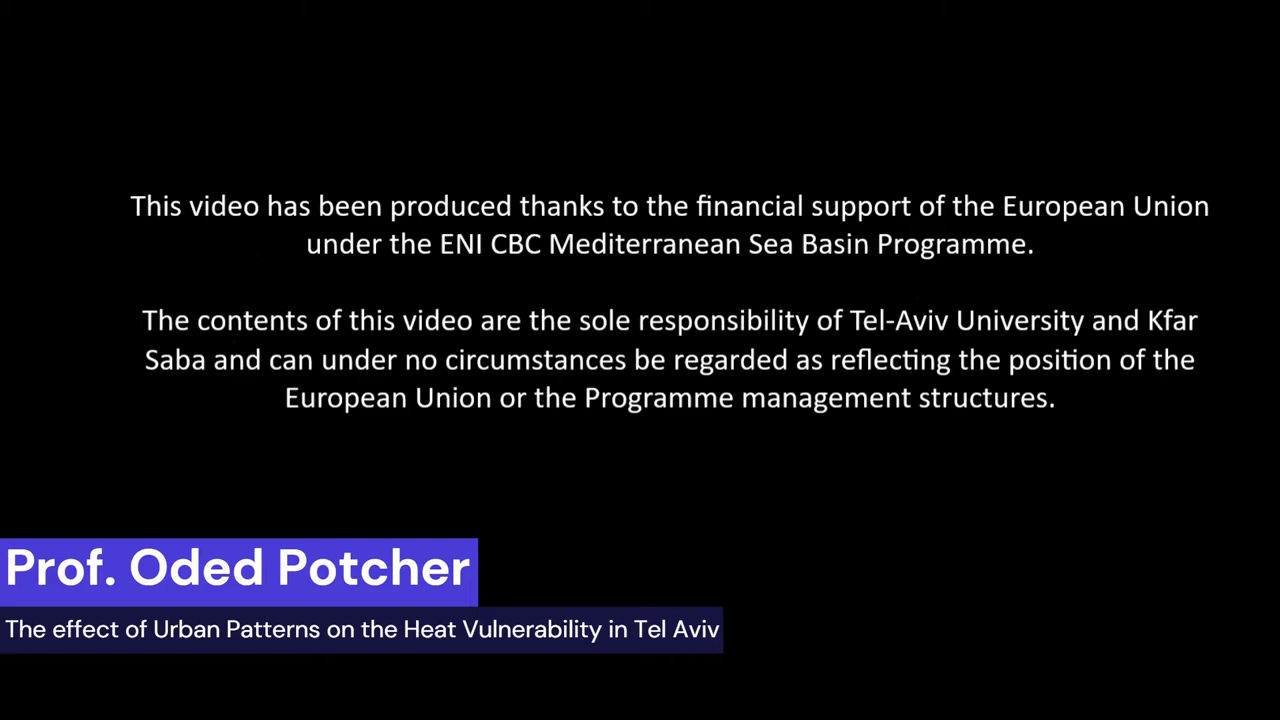 This video has been produced thanks to the financial support of the European Union
under the ENI CBC Mediterranean Sea Basin Programme.
The contents of this video are the sole responsibility of Tel-Aviv University and Kfar
Saba and can under no circumstances be regarded as reflecting the position of the
European Union or the Programme management structures.
Prof. Oded Potcher
The effect of Urban Patterns on the Heat Vulnerability in Tel Aviv